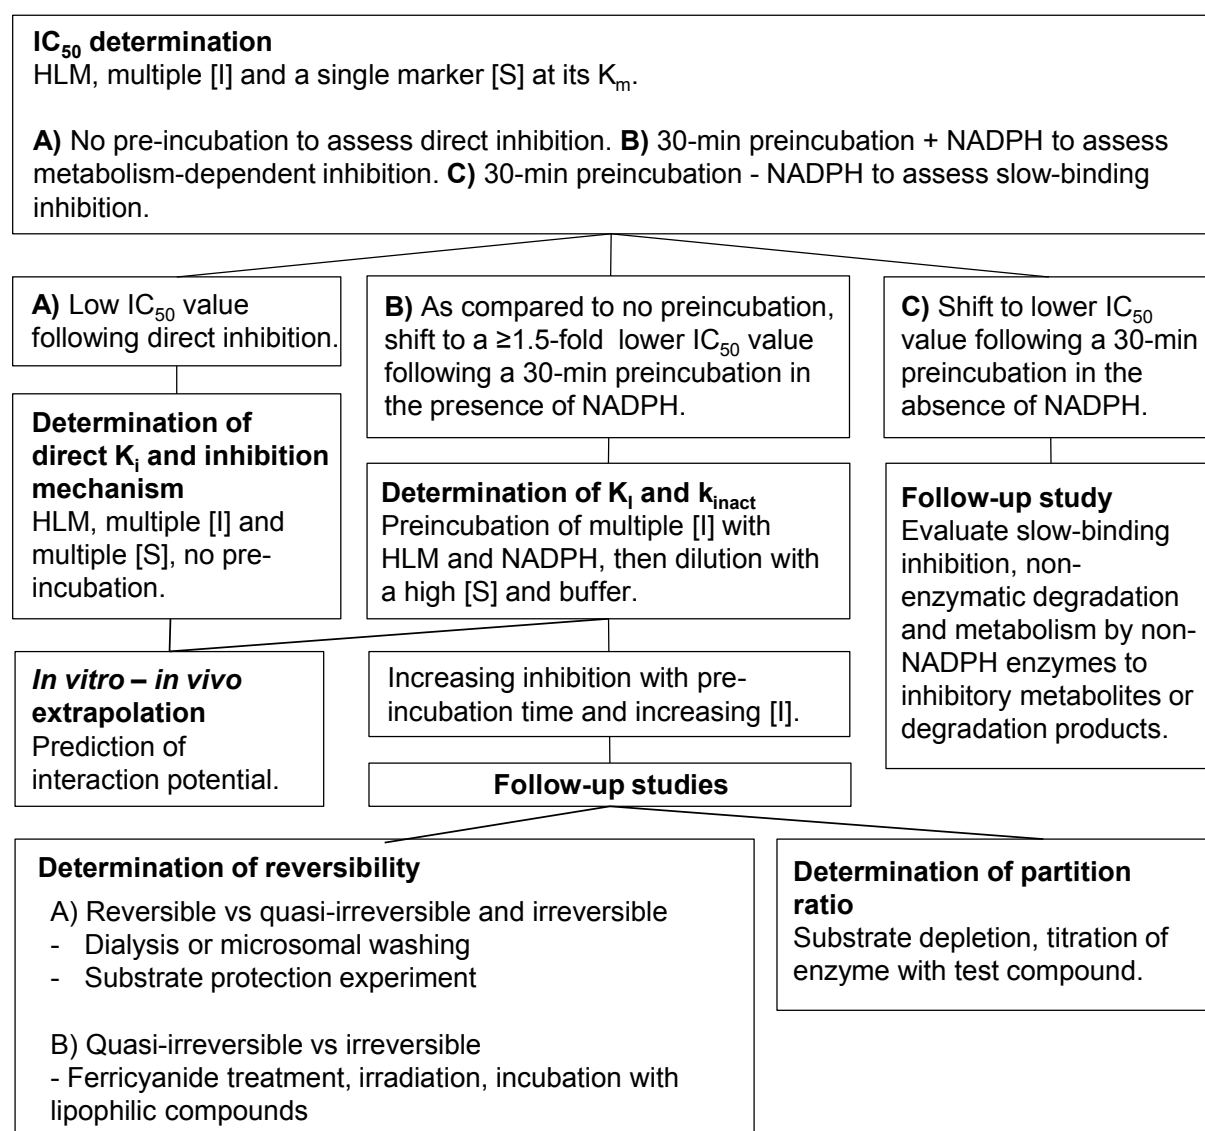 IC50 determination
HLM, multiple [I] and a single marker [S] at its Km.
A) No pre-incubation to assess direct inhibition. B) 30-min preincubation + NADPH to assess
metabolism-dependent inhibition. C) 30-min preincubation - NADPH to assess slow-binding
inhibition.
A) Low IC50 value
following direct inhibition.
B) As compared to no preincubation,
shift to a ≥1.5-fold lower IC50 value
following a 30-min preincubation in
the presence of NADPH.
C) Shift to lower IC50
value following a 30-min
preincubation in the
absence of NADPH.
Determination of
direct Ki and inhibition
mechanism
HLM, multiple [I] and
multiple [S], no pre-
incubation.
Determination of KI and kinact
Preincubation of multiple [I] with
HLM and NADPH, then dilution with
a high [S] and buffer.
Follow-up study
Evaluate slow-binding
inhibition, non-
enzymatic degradation
and metabolism by non-
NADPH enzymes to
inhibitory metabolites or
degradation products.
In vitro – in vivo
extrapolation
Prediction of
interaction potential.
Increasing inhibition with pre-
incubation time and increasing [I].
Follow-up studies
Determination of reversibility
A) Reversible vs quasi-irreversible and irreversible
- Dialysis or microsomal washing
- Substrate protection experiment
B) Quasi-irreversible vs irreversible
- Ferricyanide treatment, irradiation, incubation with
lipophilic compounds
Determination of partition
ratio
Substrate depletion, titration of
enzyme with test compound.